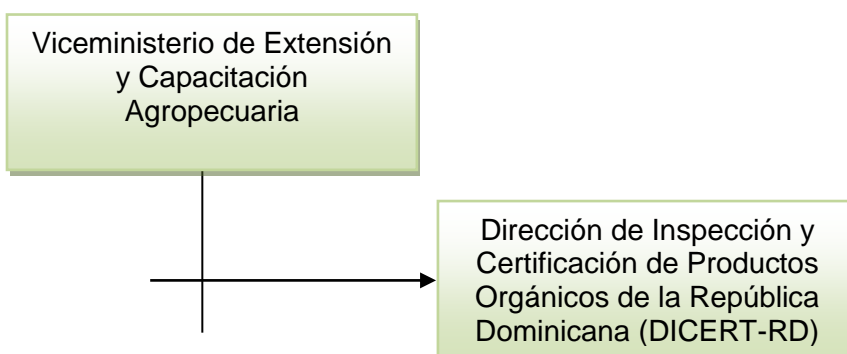 Viceministerio de Extensión
y Capacitación
Agropecuaria
Dirección de Inspección y
Certificación de Productos
Orgánicos de la República
Dominicana (DICERT-RD)